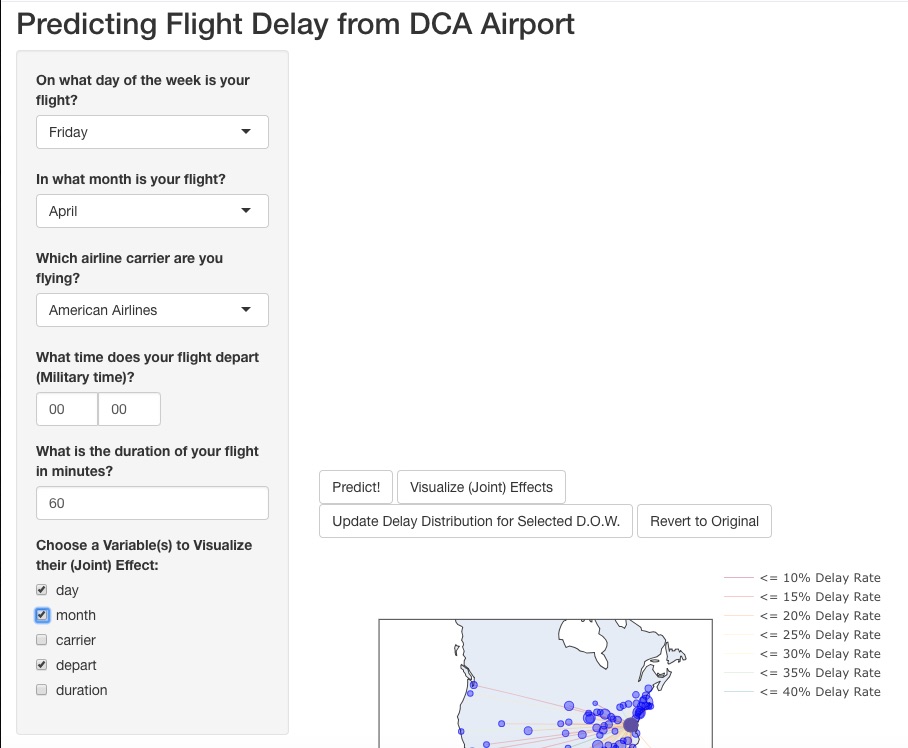 Predicting Flight Delay from DCA Airport
On what day of the week is your
flight?
Friday
In what month is your flight?
April
Which airline carrier are you
flying?
American Airlines
What time does your flight depart
(Military time)?
00 00
What is the duration of your flight
in minutes?
60
Choose a Variable(s) to Visualize
their (Joint) Effect:
day
month
carrier
depart
duration
Predict! Visualize (Joint) Effects
Update Delay Distribution for Selected D.O.W. Revert to Original
<= 10% Delay Rate
<= 15% Delay Rate
<= 20% Delay Rate
<= 25% Delay Rate
<= 30% Delay Rate
<= 35% Delay Rate
<= 40% Delay Rate